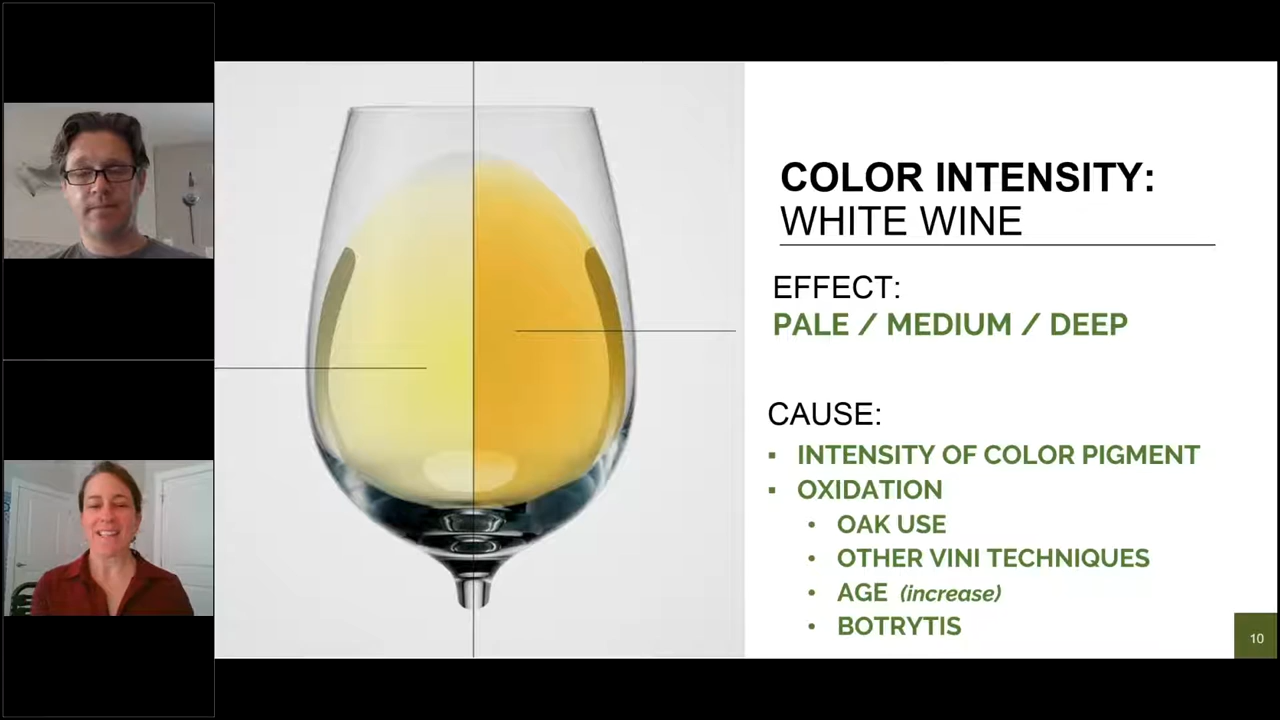 COLOR INTENSITY:
WHITE WINE
EFFECT:
PALE / MEDIUM / DEEP
CAUSE:
▪ INTENSITY OF COLOR PIGMENT
▪ OXIDATION
• OAK USE
• OTHER VINI TECHNIQUES
• AGE (increase)
• BOTRYTIS
10